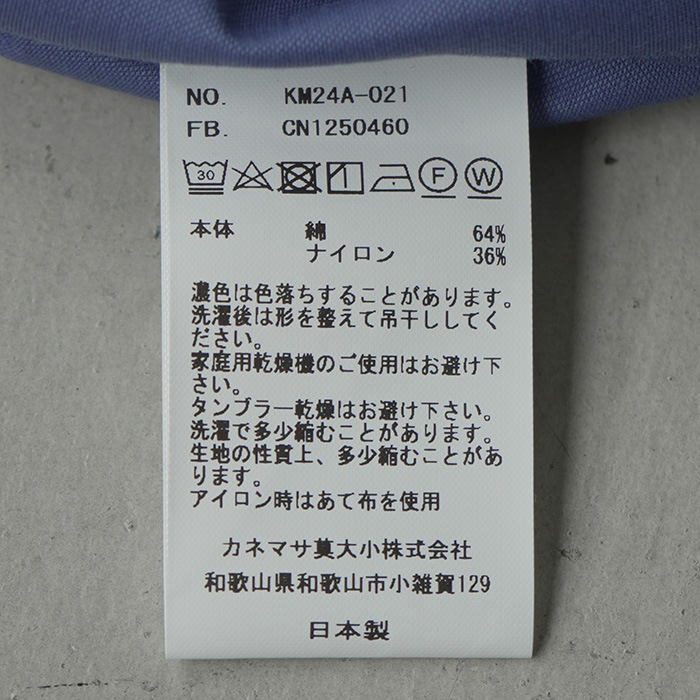 NO. KM24A-021
FB. CN1250460
30 F W
本体 綿 64%
ナイロン 36%
濃色は色落ちすることがあります。
洗濯後は形を整えて吊干ししてく
ださい。
家庭用乾燥機のご使用はお避け下
さい。
タンブラー乾燥はお避け下さい。
洗濯で多少縮むことがあります。
生地の性質上、多少縮むことがあ
ります。
アイロン時はあて布を使用
カネマサ莫大小株式会社
和歌山県和歌山市小雑賀129
日本製